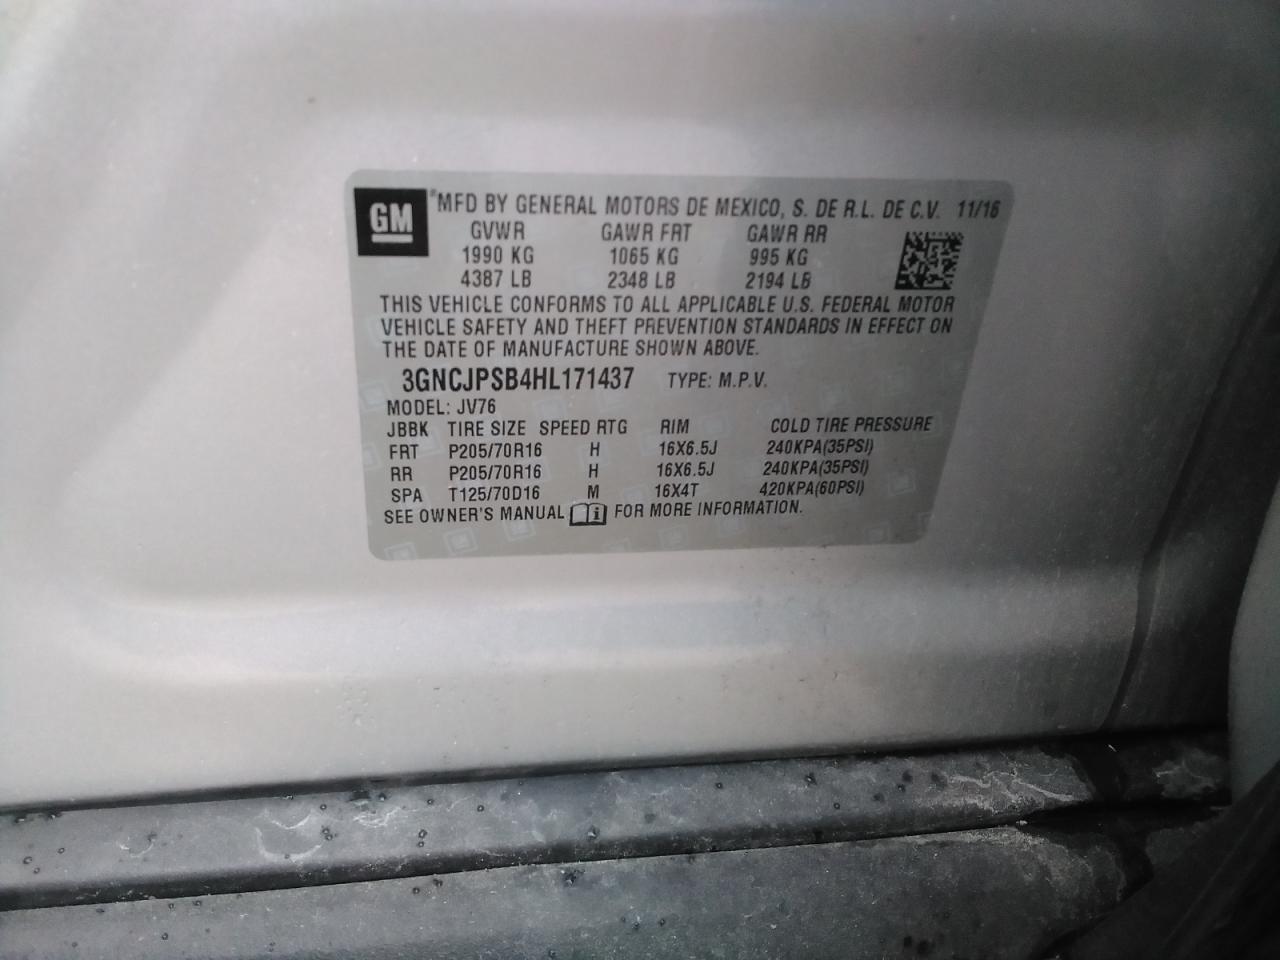 GM
MFD BY GENERAL MOTORS DE MEXICO, S. DE R.L. DE C.V. 11/16
GVWR GAWR FRT GAWR RR
1990 KG 1065 KG 995 KG
4387 LB 2348 LB 2194 LB
THIS VEHICLE CONFORMS TO ALL APPLICABLE U.S. FEDERAL MOTOR
VEHICLE SAFETY AND THEFT PREVENTION STANDARDS IN EFFECT ON
THE DATE OF MANUFACTURE SHOWN ABOVE.
3GNCJPSB4HL171437 TYPE: M.P.V.
MODEL: JV76
JBBK TIRE SIZE SPEED RTG RIM COLD TIRE PRESSURE
FRT P205/70R16 H 16X6.5J 240KPA(35PSI)
RR P205/70R16 H 16X6.5J 240KPA(35PSI)
SPA T125/70D16 M 16X4T 420KPA(60PSI)
SEE OWNER'S MANUAL i FOR MORE INFORMATION.